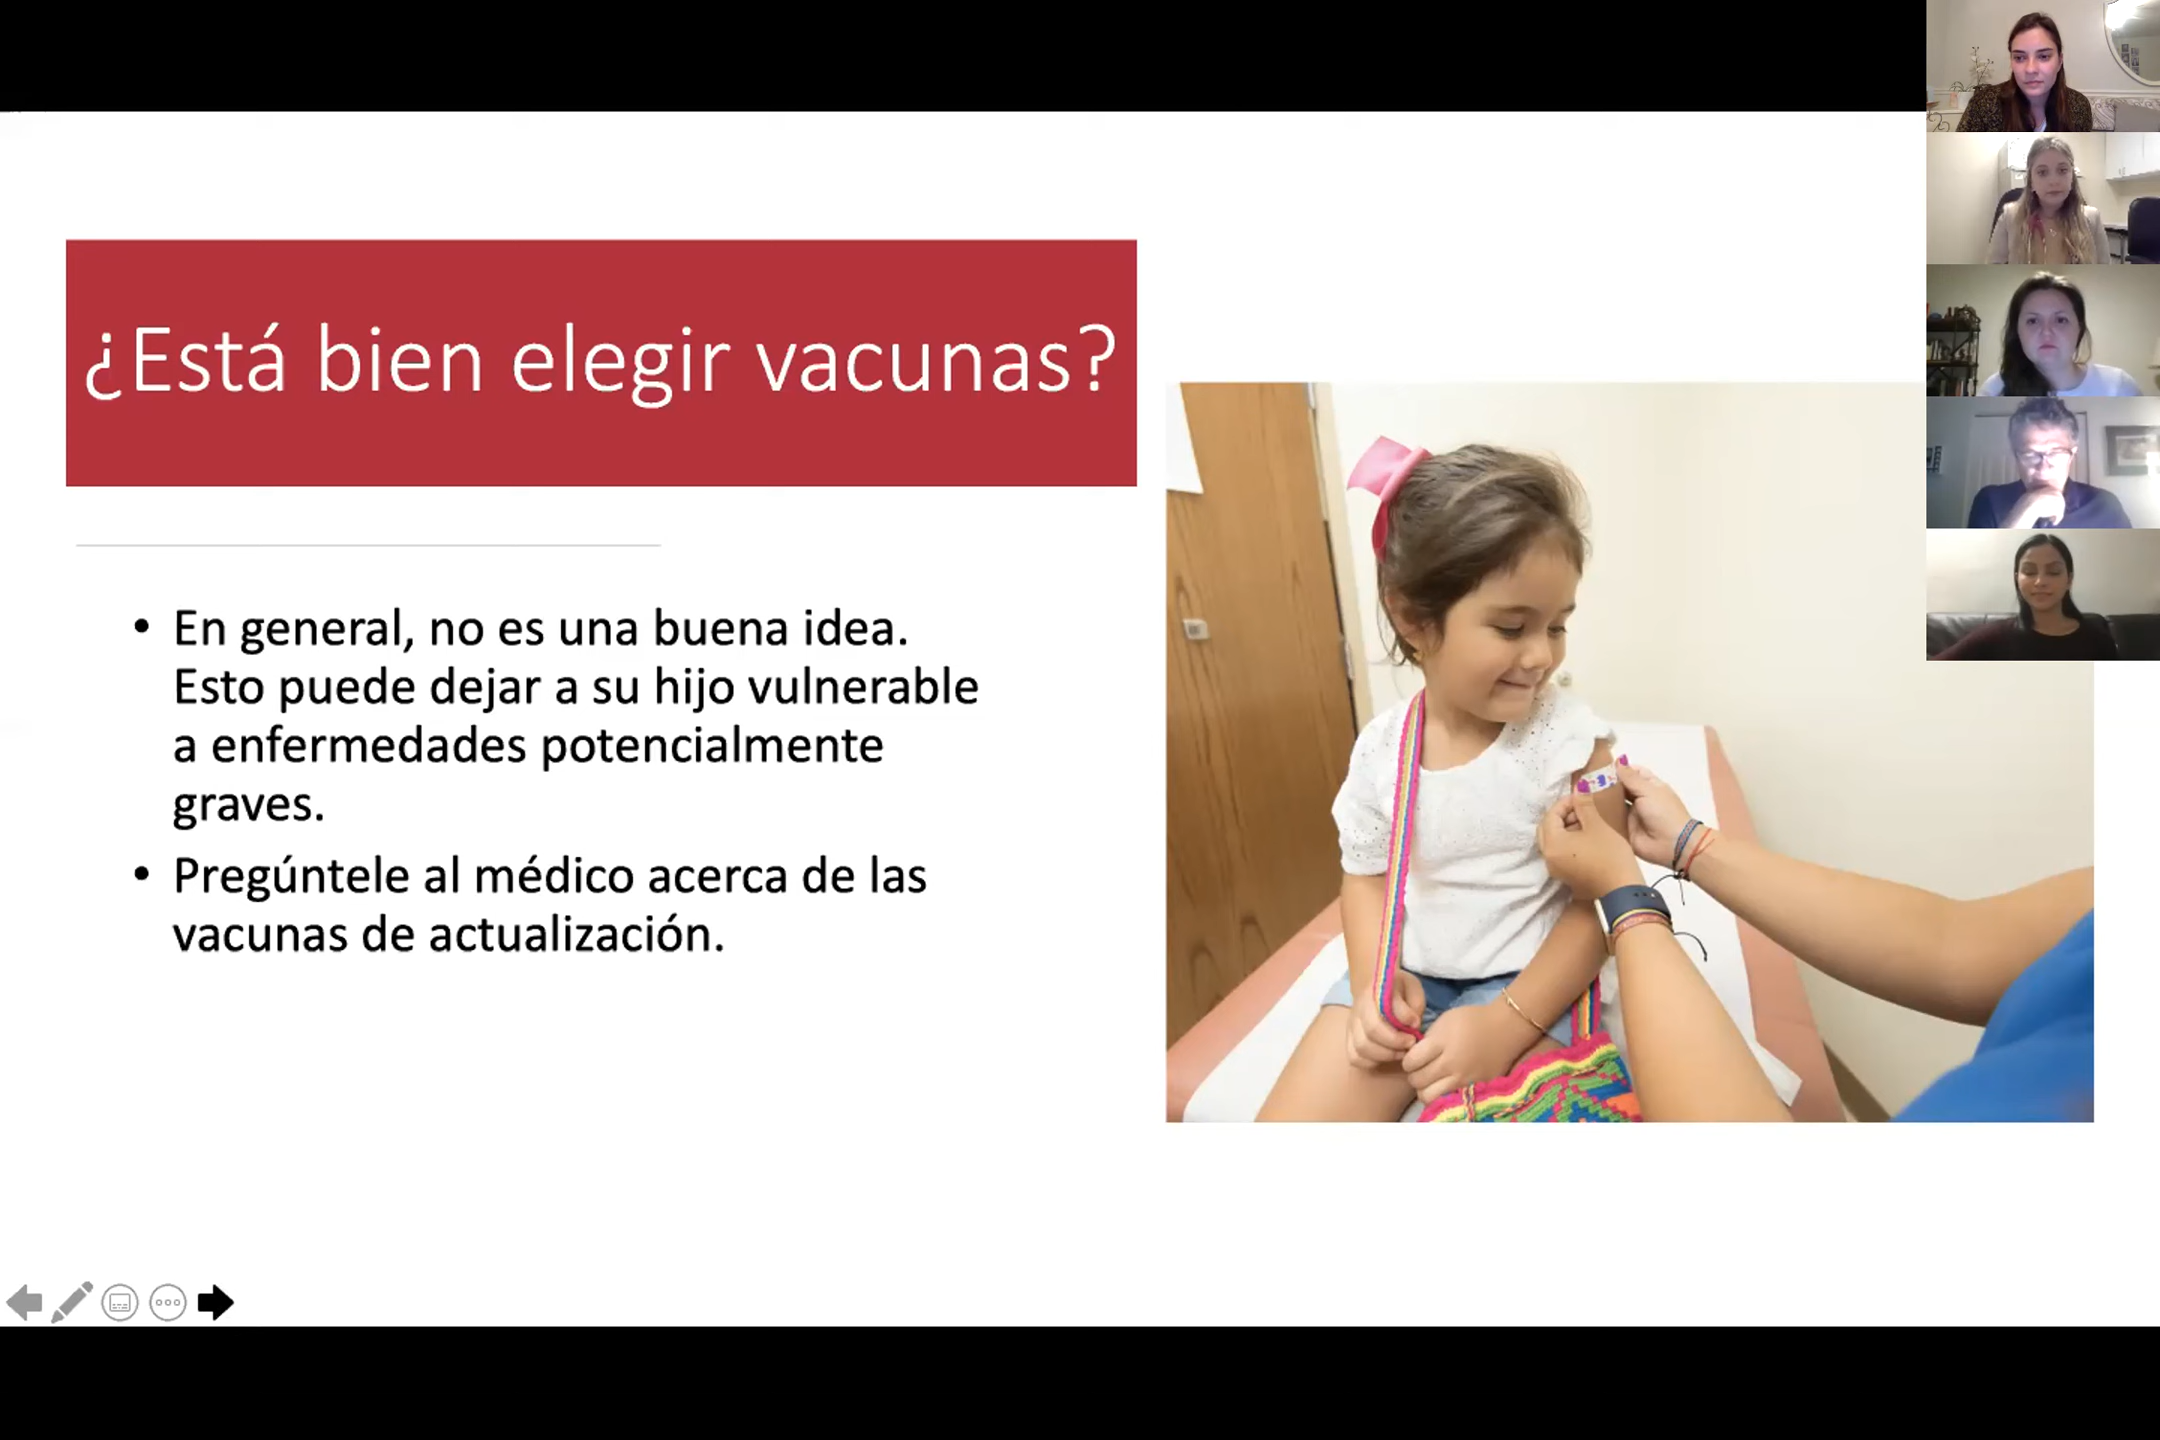 ¿Está bien elegir vacunas?
• En general, no es una buena idea.
Esto puede dejar a su hijo vulnerable
a enfermedades potencialmente
graves.
• Pregúntele al médico acerca de las
vacunas de actualización.